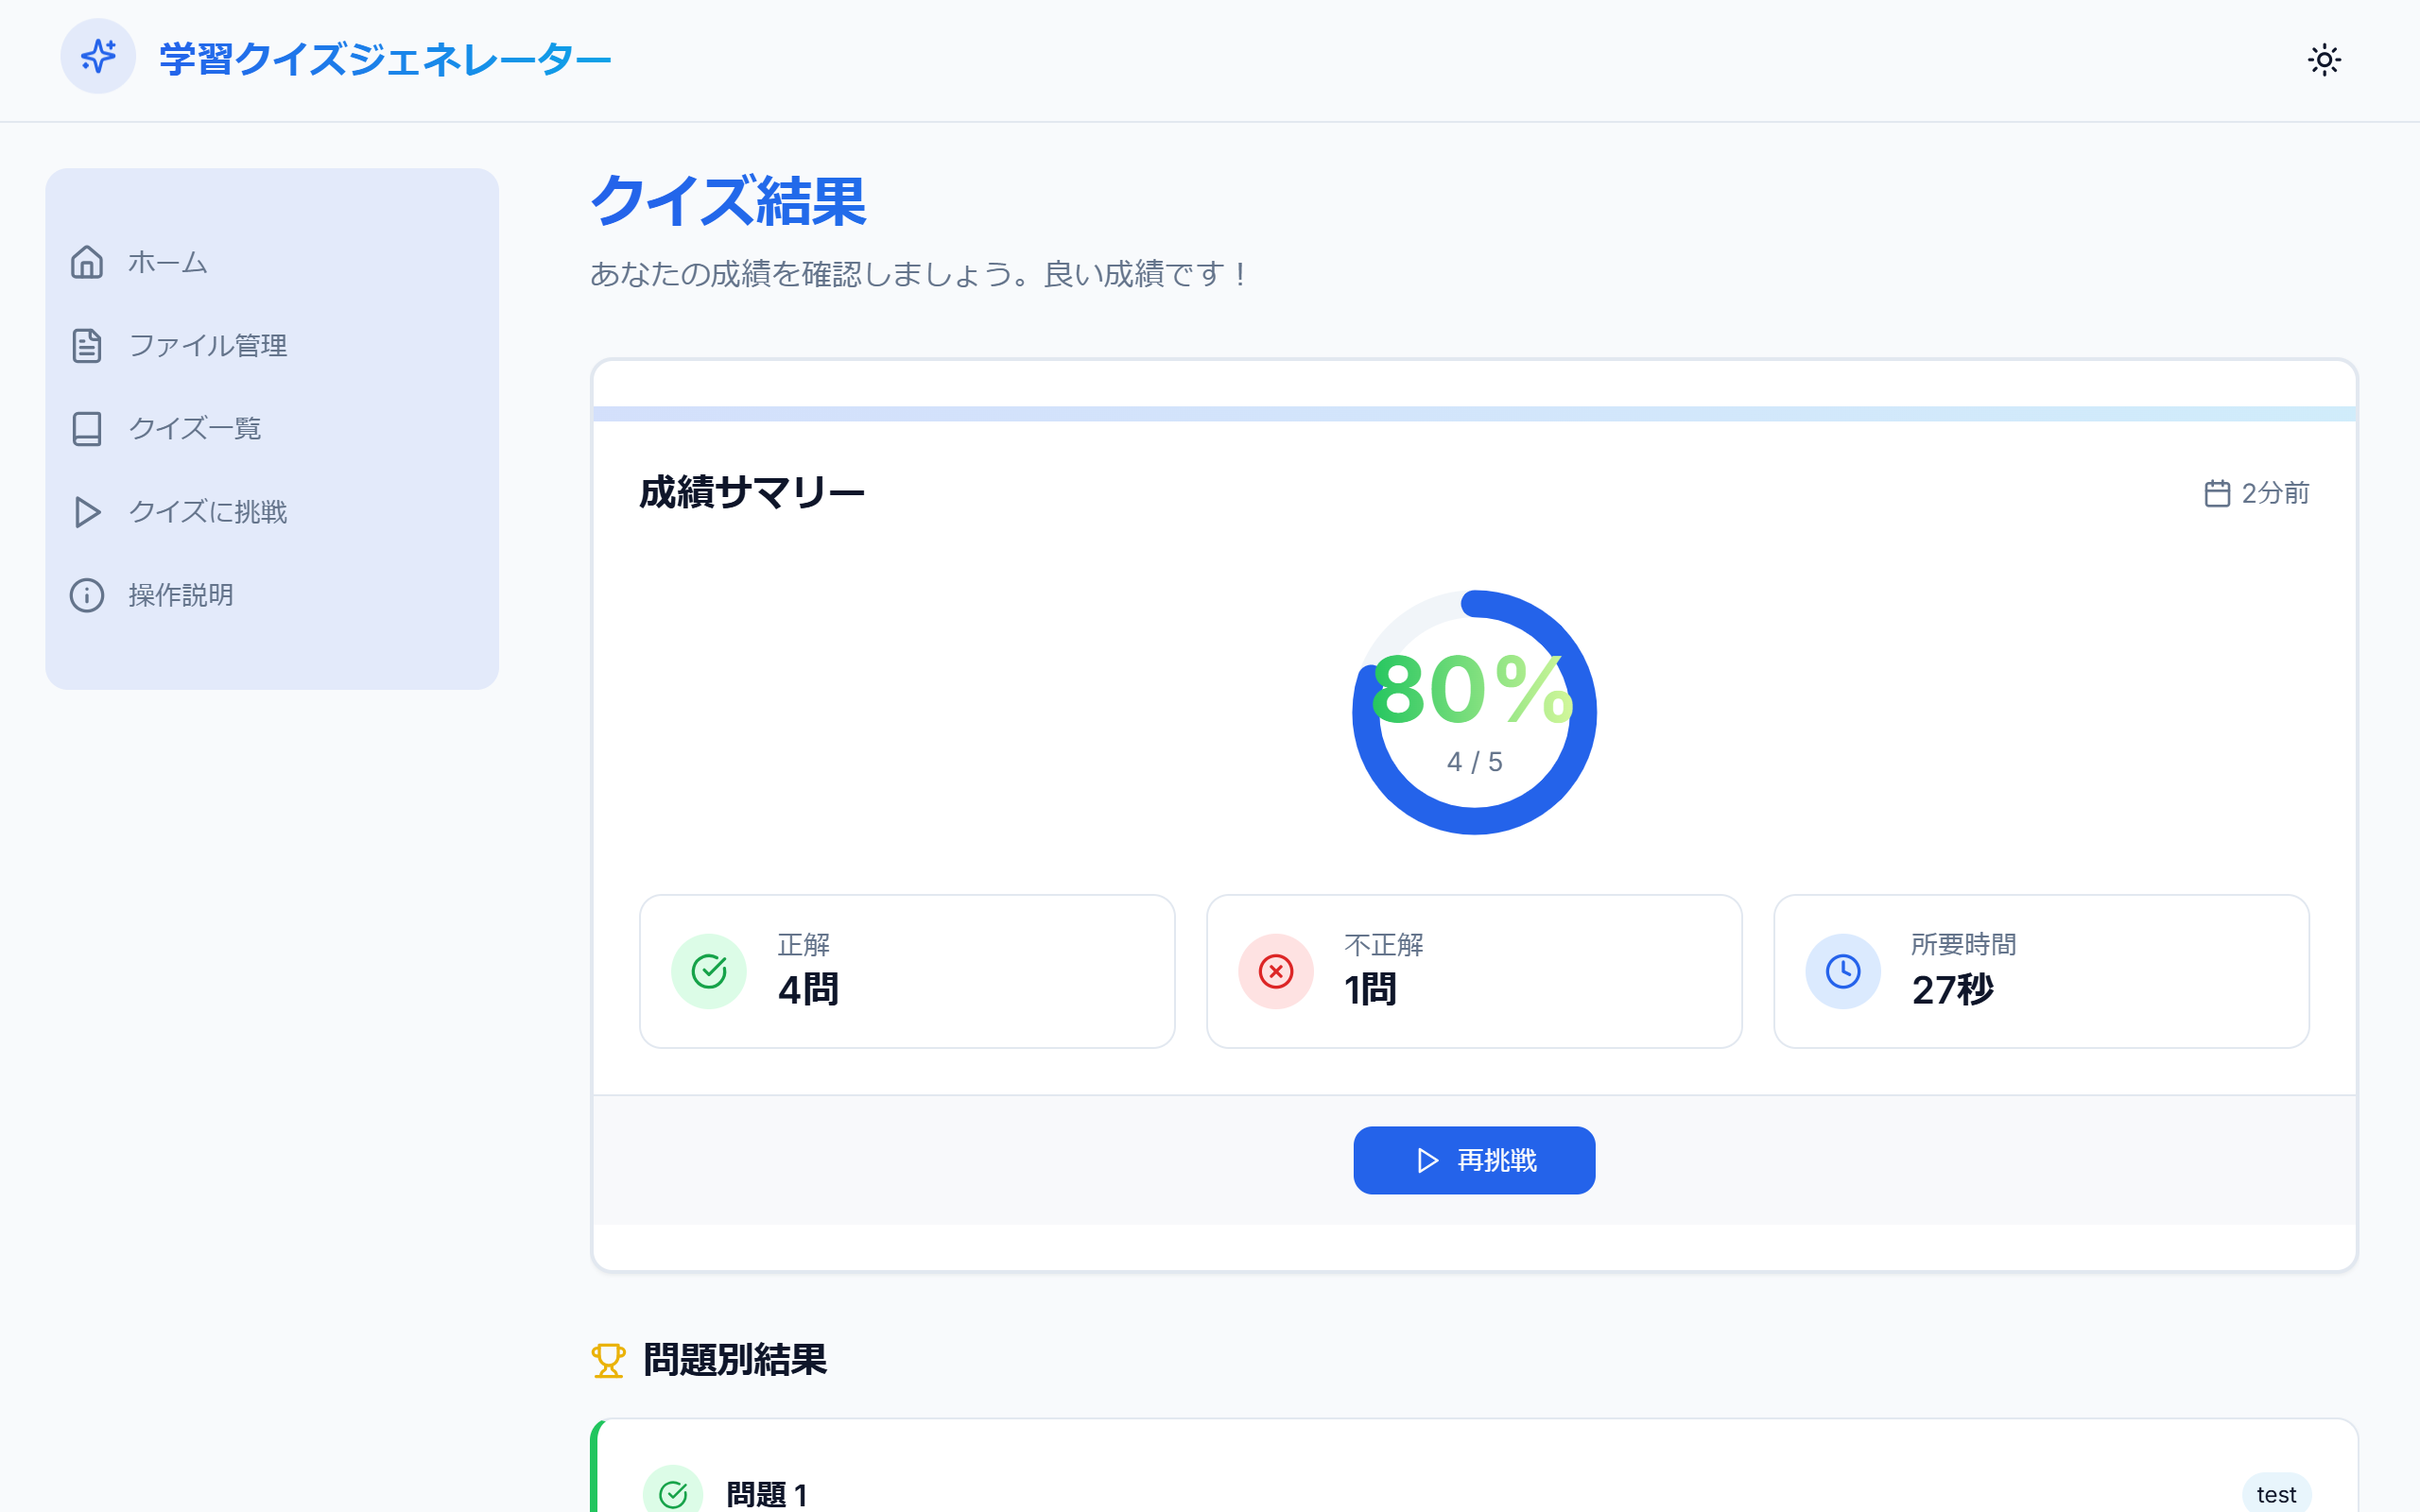 学習クイズジェネレーター
ホーム
ファイル管理
クイズ一覧
クイズに挑戦
操作説明
クイズ結果
あなたの成績を確認しましょう。良い成績です！
成績サマリー
2分前
80%
4 / 5
正解
4問
不正解
1問
所要時間
27秒
再挑戦
問題別結果
問題 1
test